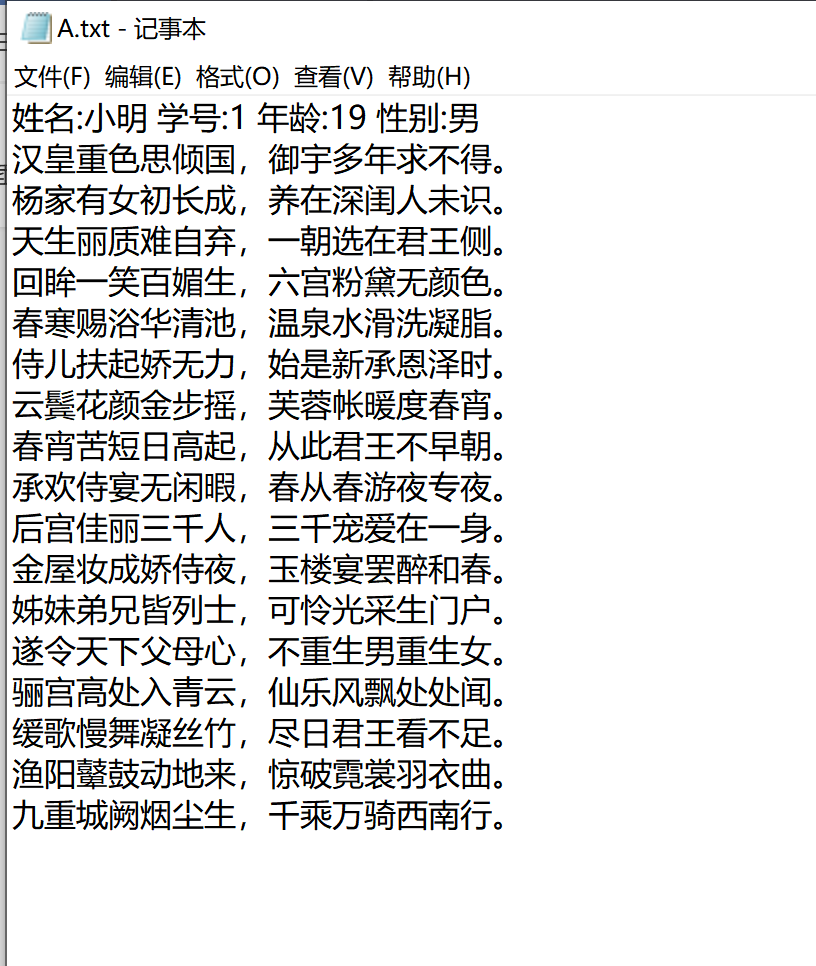 A.txt - 记事本
文件(F) 编辑(E) 格式(O) 查看(V) 帮助(H)
姓名:小明 学号:1 年龄:19 性别:男
汉皇重色思倾国，御宇多年求不得。
杨家有女初长成，养在深闺人未识。
天生丽质难自弃，一朝选在君王侧。
回眸一笑百媚生，六宫粉黛无颜色。
春寒赐浴华清池，温泉水滑洗凝脂。
侍儿扶起娇无力，始是新承恩泽时。
云鬓花颜金步摇，芙蓉帐暖度春宵。
春宵苦短日高起，从此君王不早朝。
承欢侍宴无闲暇，春从春游夜专夜。
后宫佳丽三千人，三千宠爱在一身。
金屋妆成娇侍夜，玉楼宴罢醉和春。
姊妹弟兄皆列士，可怜光采生门户。
遂令天下父母心，不重生男重生女。
骊宫高处入青云，仙乐风飘处处闻。
缓歌慢舞凝丝竹，尽日君王看不足。
渔阳鼙鼓动地来，惊破霓裳羽衣曲。
九重城阙烟尘生，千乘万骑西南行。